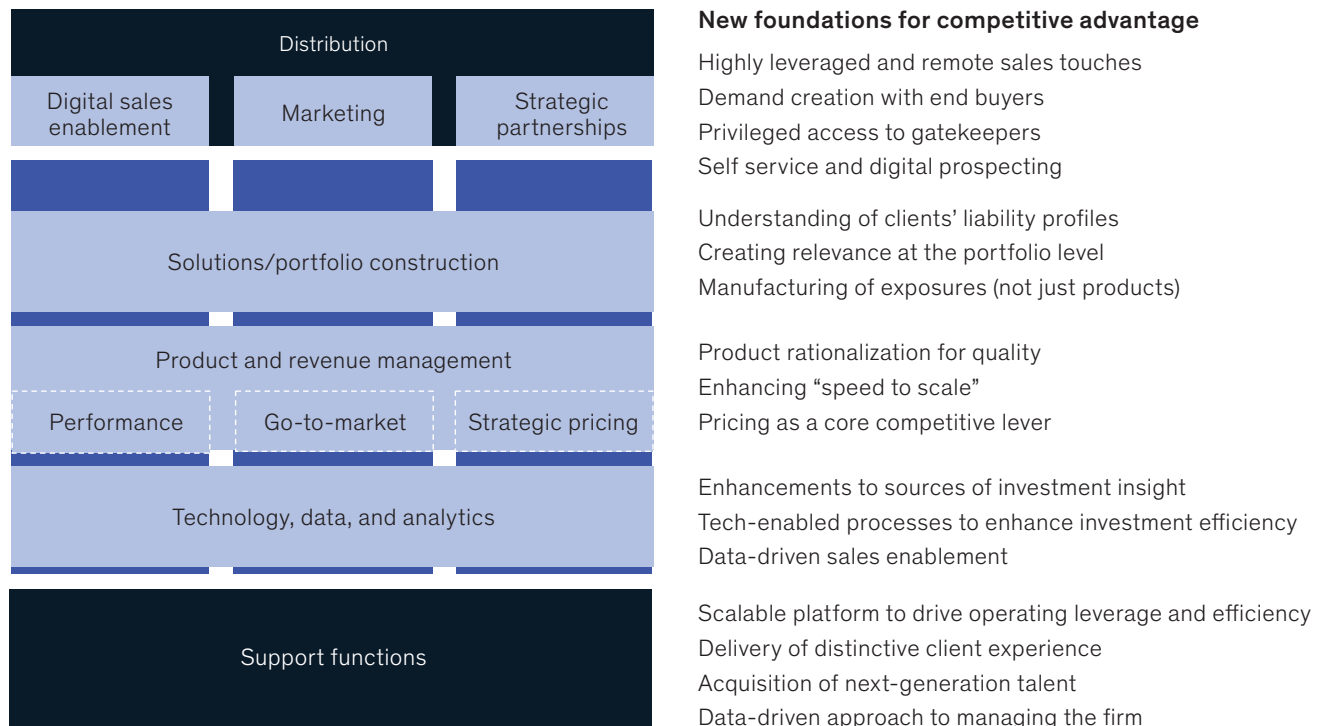 Distribution
Digital sales
enablement
Marketing
Strategic
partnerships
Solutions/portfolio construction
Product and revenue management
Performance
Go-to-market
Strategic pricing
Technology, data, and analytics
Support functions
New foundations for competitive advantage
Highly leveraged and remote sales touches
Demand creation with end buyers
Privileged access to gatekeepers
Self service and digital prospecting
Understanding of clients’ liability profiles
Creating relevance at the portfolio level
Manufacturing of exposures (not just products)
Product rationalization for quality
Enhancing “speed to scale”
Pricing as a core competitive lever
Enhancements to sources of investment insight
Tech-enabled processes to enhance investment efficiency
Data-driven sales enablement
Scalable platform to drive operating leverage and efficiency
Delivery of distinctive client experience
Acquisition of next-generation talent
Data-driven approach to managing the firm